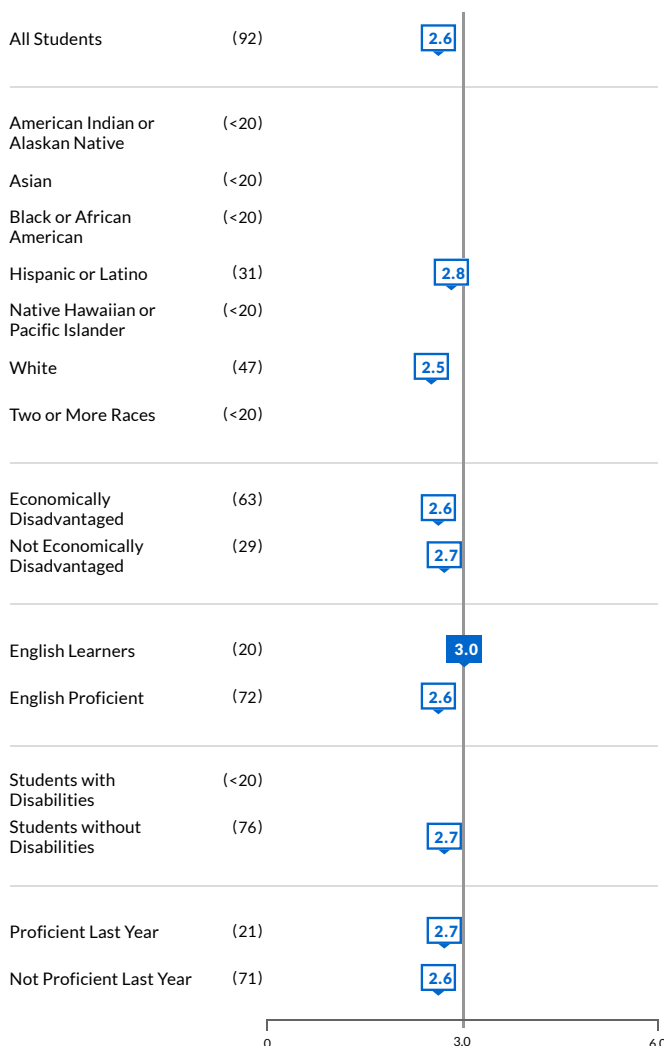 All Students (92) 2.6
American Indian or (<20)
Alaskan Native
Asian (<20)
Black or African (<20)
American
Hispanic or Latino (31) 2.8
Native Hawaiian or (<20)
Pacific Islander
White (47) 2.5
Two or More Races (<20)
Economically (63) 2.6
Disadvantaged
Not Economically (29) 2.7
Disadvantaged
English Learners (20) 3.0
English Proficient (72) 2.6
Students with (<20)
Disabilities
Students without (76) 2.7
Disabilities
Proficient Last Year (21) 2.7
Not Proficient Last Year (71) 2.6
0 3.0 6.0